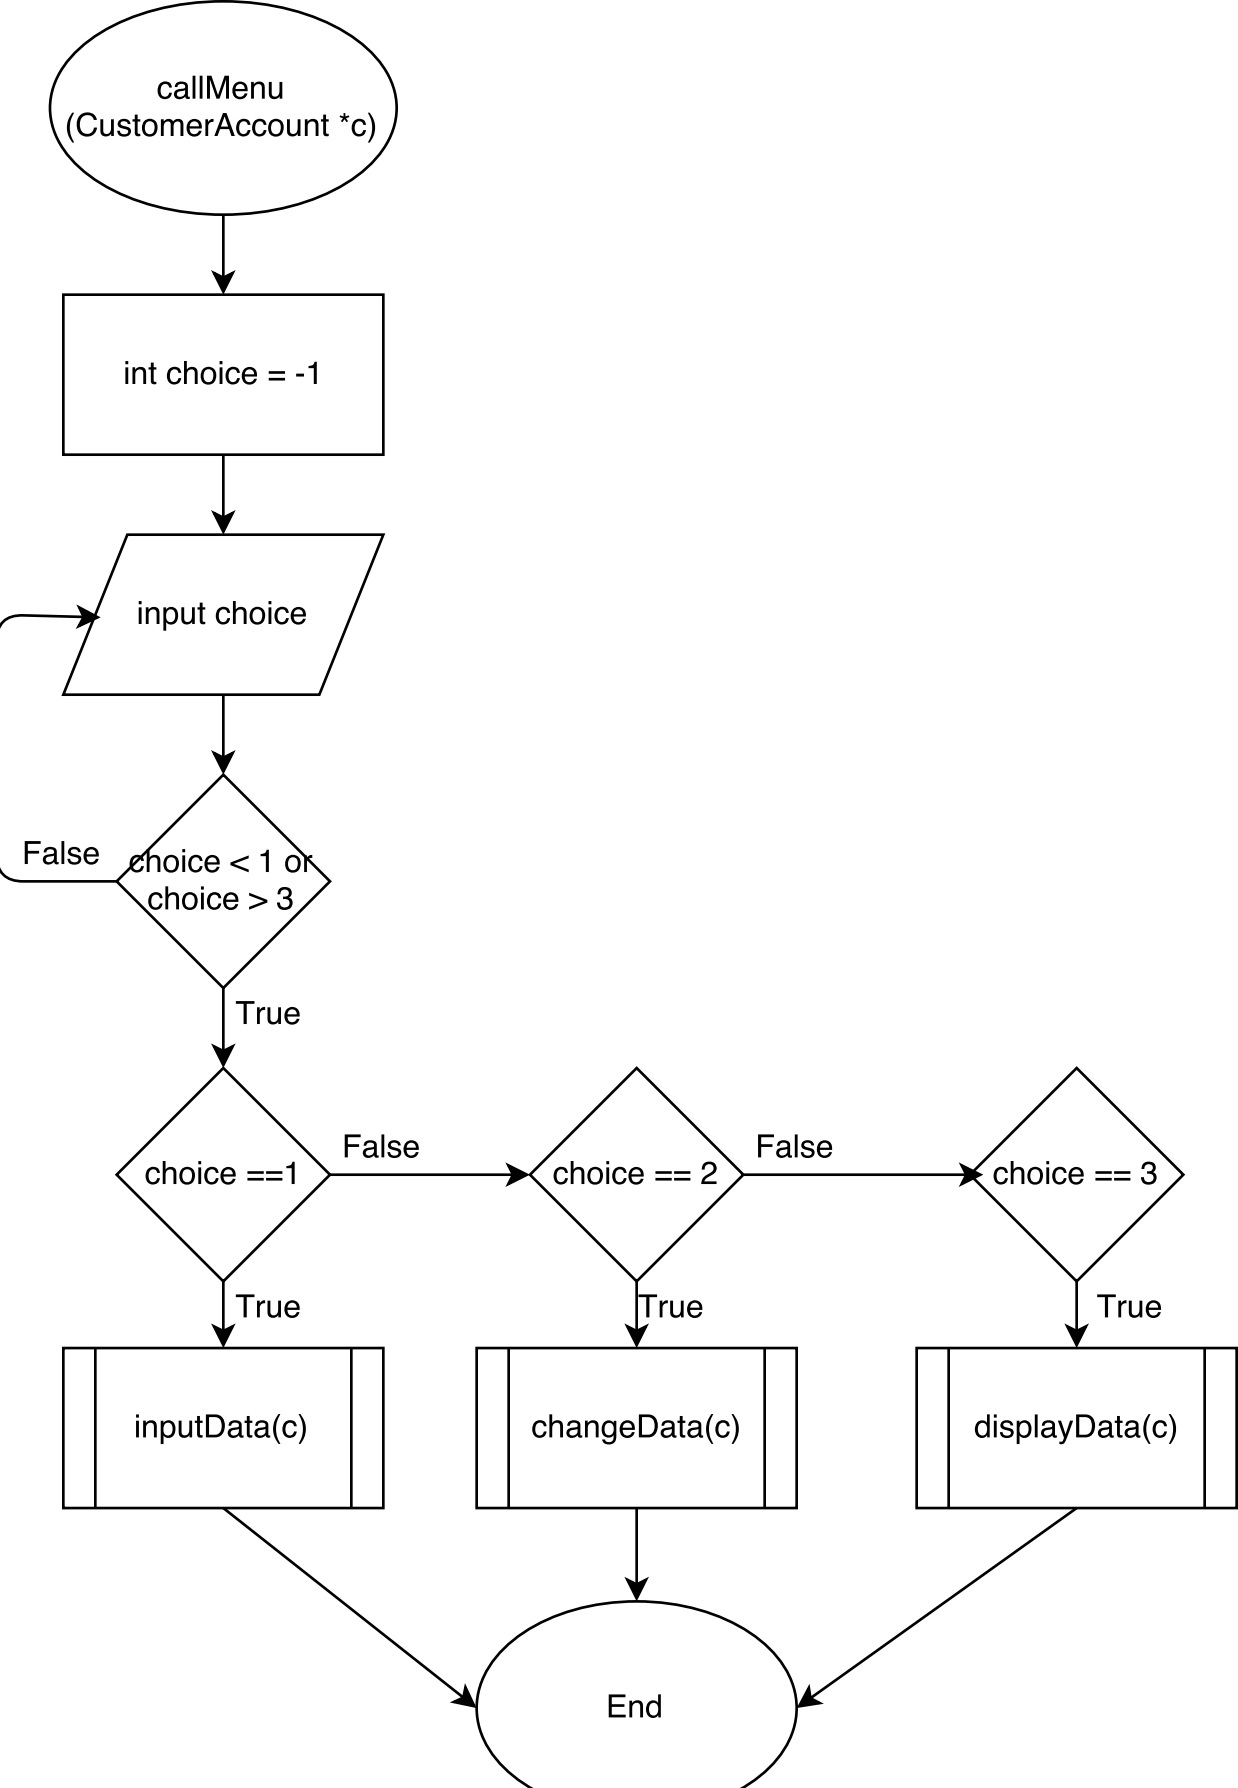 callMenu
(CustomerAccount *c)
int choice = -1
input choice
False
choice < 1 or
choice > 3
True
choice ==1
False
choice == 2
False
choice == 3
True
True
True
inputData(c)
changeData(c)
displayData(c)
End